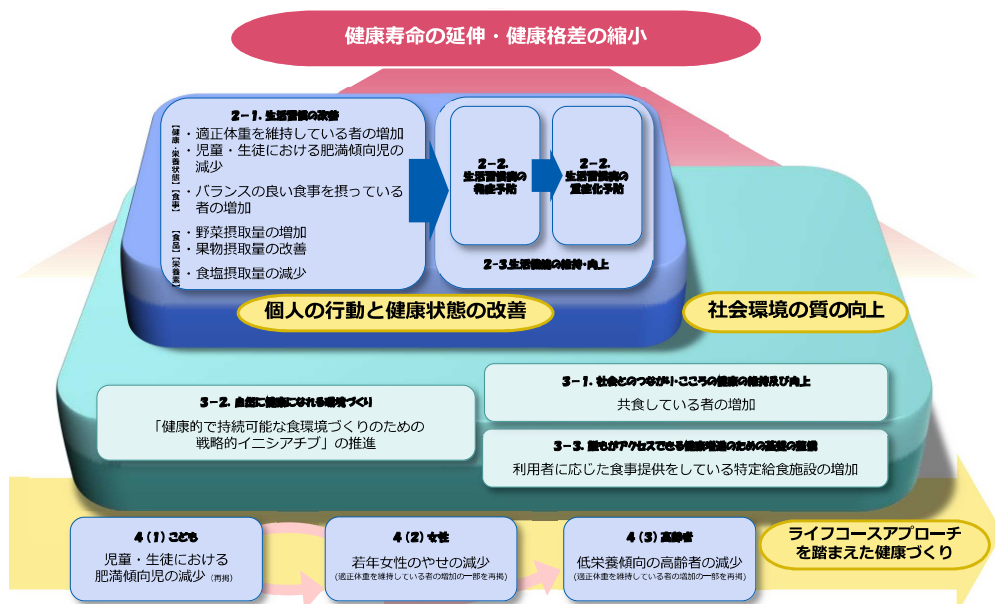 健康寿命の延伸・健康格差の縮小
2-1. 生活習慣の改善
【健康・栄養状態】
・適正体重を維持している者の増加
・児童・生徒における肥満傾向児の
減少
【食事】
・バランスの良い食事を摂っている
者の増加
【食品】
・野菜摂取量の増加
・果物摂取量の改善
【栄養素】
・食塩摂取量の減少
2-2.
生活習慣病の
発症予防
2-2.
生活習慣病の
重症化予防
2-3.生活機能の維持・向上
個人の行動と健康状態の改善
社会環境の質の向上
3-1. 社会とのつながり・こころの健康の維持及び向上
共食している者の増加
3-2. 自然に健康になれる環境づくり
「健康的で持続可能な食環境づくりのための
戦略的イニシアチブ」の推進
3-3. 誰もがアクセスできる健康増進のための基盤の整備
利用者に応じた食事提供をしている特定給食施設の増加
4（1）こども
児童・生徒における
肥満傾向児の減少（再掲）
4（2）女性
若年女性のやせの減少
（適正体重を維持している者の増加の一部を再掲）
4（3）高齢者
低栄養傾向の高齢者の減少
（適正体重を維持している者の増加の一部を再掲）
ライフコースアプローチ
を踏まえた健康づくり